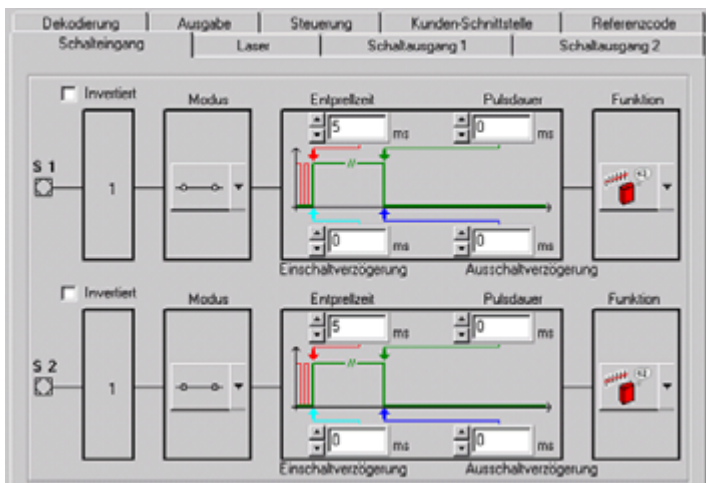 Dekodierung Ausgabe Steuerung Kunden-Schnittstelle Referenzcode
Schalteingang Laser Schaltausgang 1 Schaltausgang 2
Invertiert Modus Entprellzeit Pulsdauer Funktion
5 ms 0 ms
S 1
1
0 ms 0 ms
Einschaltverzögerung Ausschaltverzögerung
Invertiert Modus Entprellzeit Pulsdauer Funktion
5 ms 0 ms
S 2
1
0 ms 0 ms
Einschaltverzögerung Ausschaltverzögerung